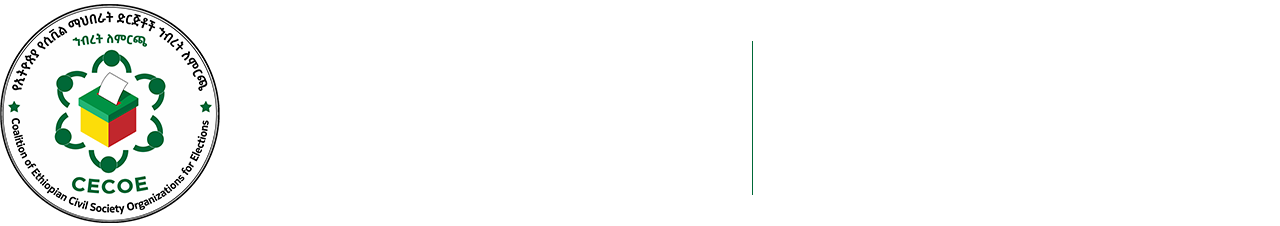 የኢትዮጵያ የሲቪል ማህበራት ድርጅቶች ኅብረት ለምርጫ
ኅብረት ለምርጫ
CECOE
Coalition of Ethiopian Civil Society Organizations for Elections